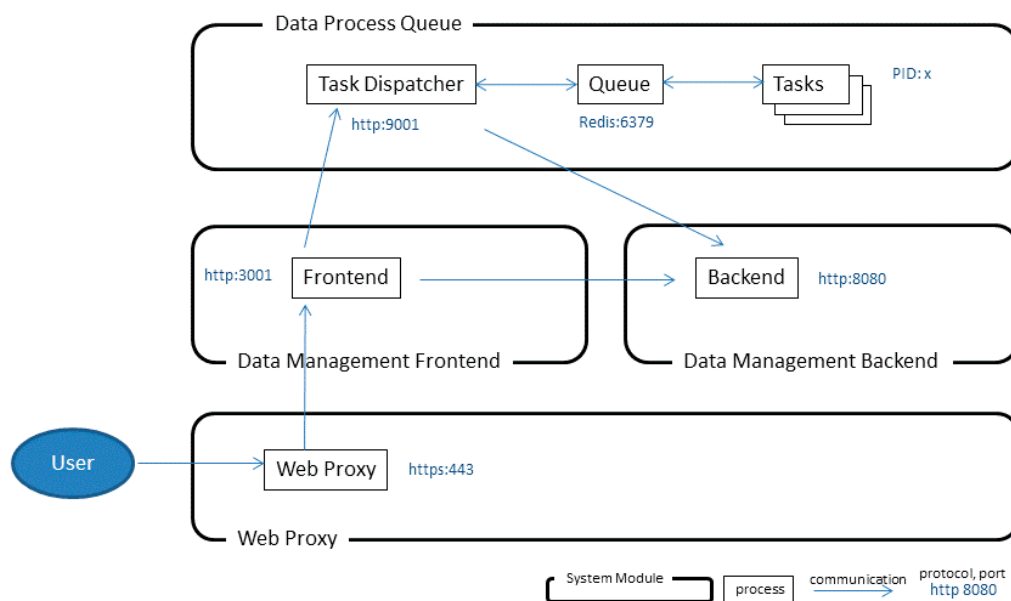 Data Process Queue
Task Dispatcher
Queue
Tasks
PID: x
http:9001
Redis:6379
http:3001
Frontend
Backend
http:8080
Data Management Frontend
Data Management Backend
User
Web Proxy
https:443
Web Proxy
System Module
process
communication
protocol, port
http 8080